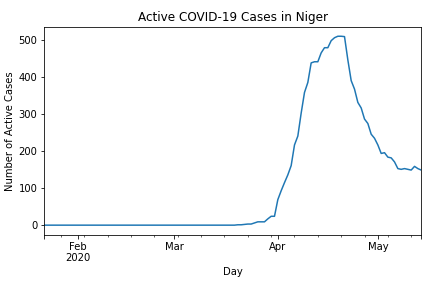 Active COVID-19 Cases in Niger
Number of Active Cases
500
400
300
200
100
0
Feb
2020
Mar
Apr
May
Day